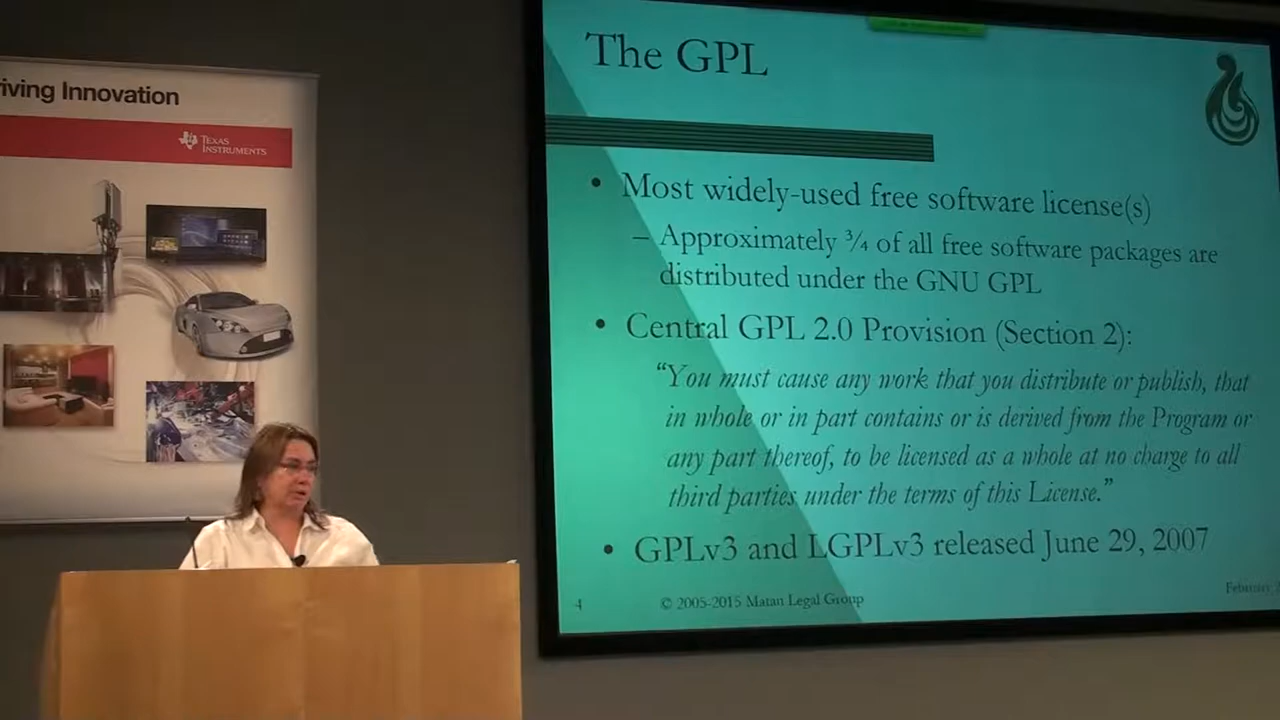 iving Innovation
TEXAS
INSTRUMENTS
The GPL
• Most widely-used free software license(s)
– Approximately ¾ of all free software packages are
distributed under the GNU GPL
• Central GPL 2.0 Provision (Section 2):
“You must cause any work that you distribute or publish, that
in whole or in part contains or is derived from the Program or
any part thereof, to be licensed as a whole at no charge to all
third parties under the terms of this License.”
• GPLv3 and LGPLv3 released June 29, 2007
4
© 2005-2015 Matan Legal Group
February